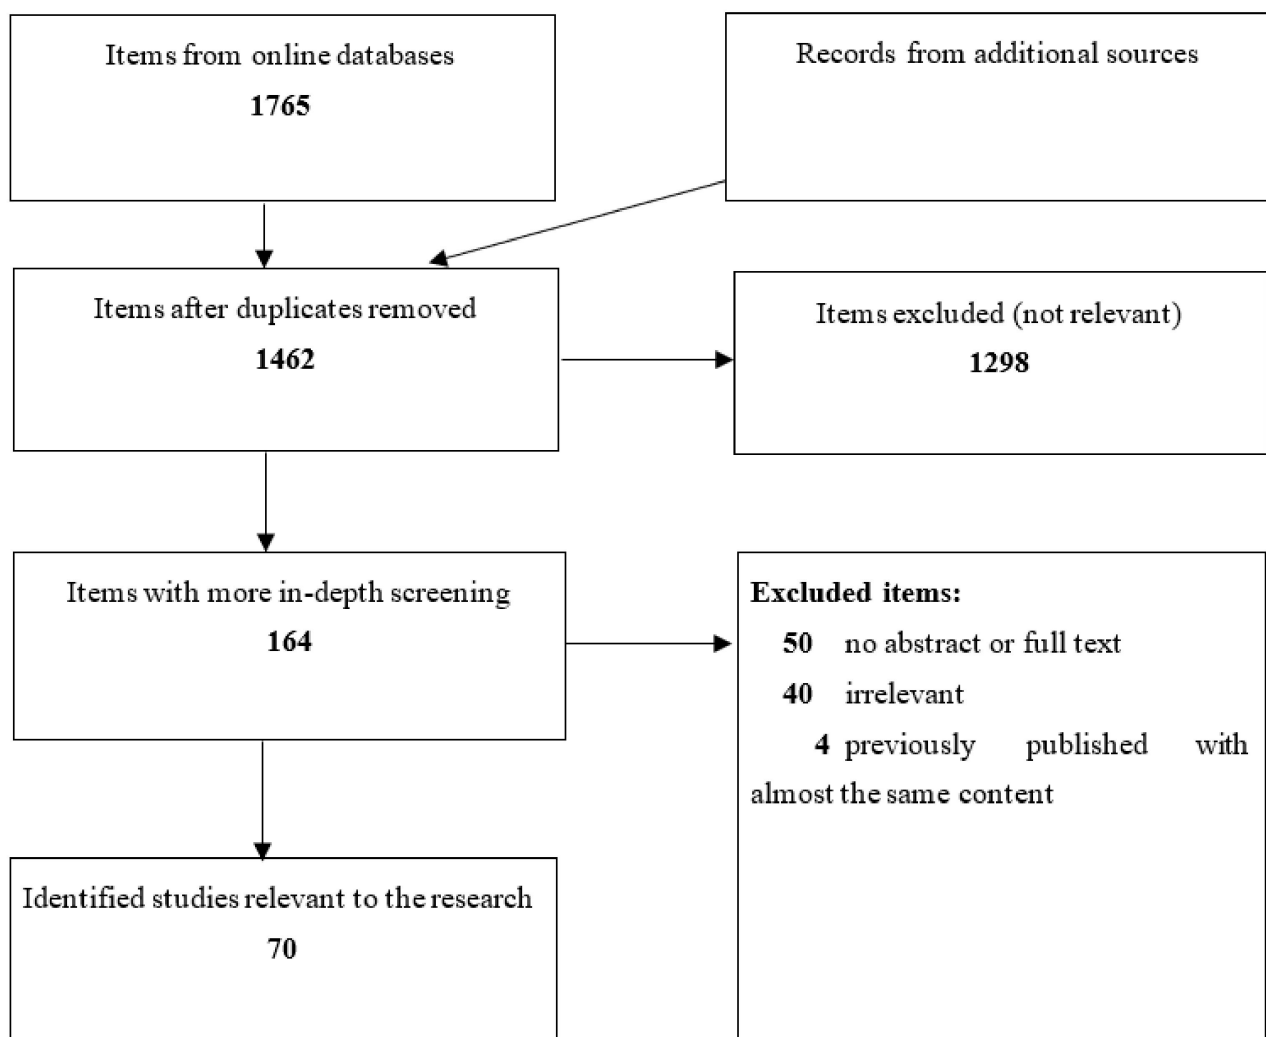 Items from online databases
1765
Records from additional sources
Items after duplicates removed
1462
Items excluded (not relevant)
1298
Items with more in-depth screening
164
Excluded items:
50 no abstract or full text
40 irrelevant
4 previously published with
almost the same content
Identified studies relevant to the research
70